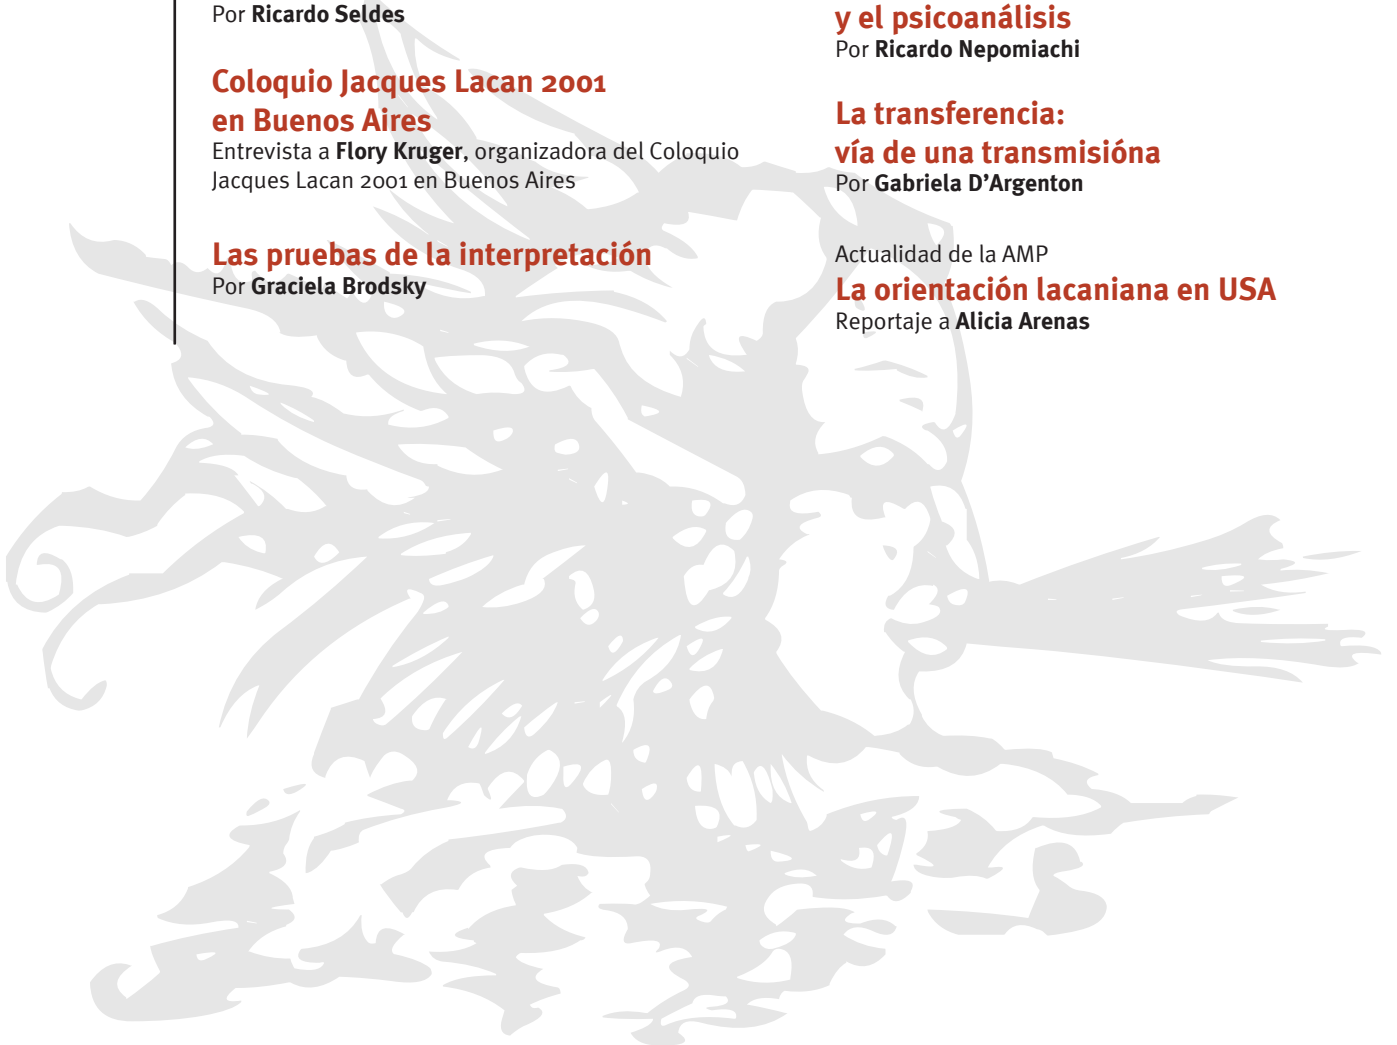 Por Ricardo Seldes
Coloquio Jacques Lacan 2001
en Buenos Aires
Entrevista a Flory Kruger, organizadora del Coloquio
Jacques Lacan 2001 en Buenos Aires
Las pruebas de la interpretación
Por Graciela Brodsky
y el psicoanálisis
Por Ricardo Nepomiachi
La transferencia:
vía de una transmisióna
Por Gabriela D’Argenton
Actualidad de la AMP
La orientación lacaniana en USA
Reportaje a Alicia Arenas